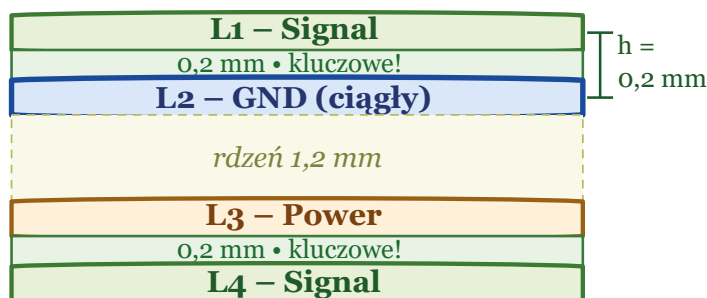 L1 – Signal
0,2 mm • kluczowe!
h =
0,2 mm
L2 – GND (ciągły)
rdzeń 1,2 mm
L3 – Power
0,2 mm • kluczowe!
L4 – Signal